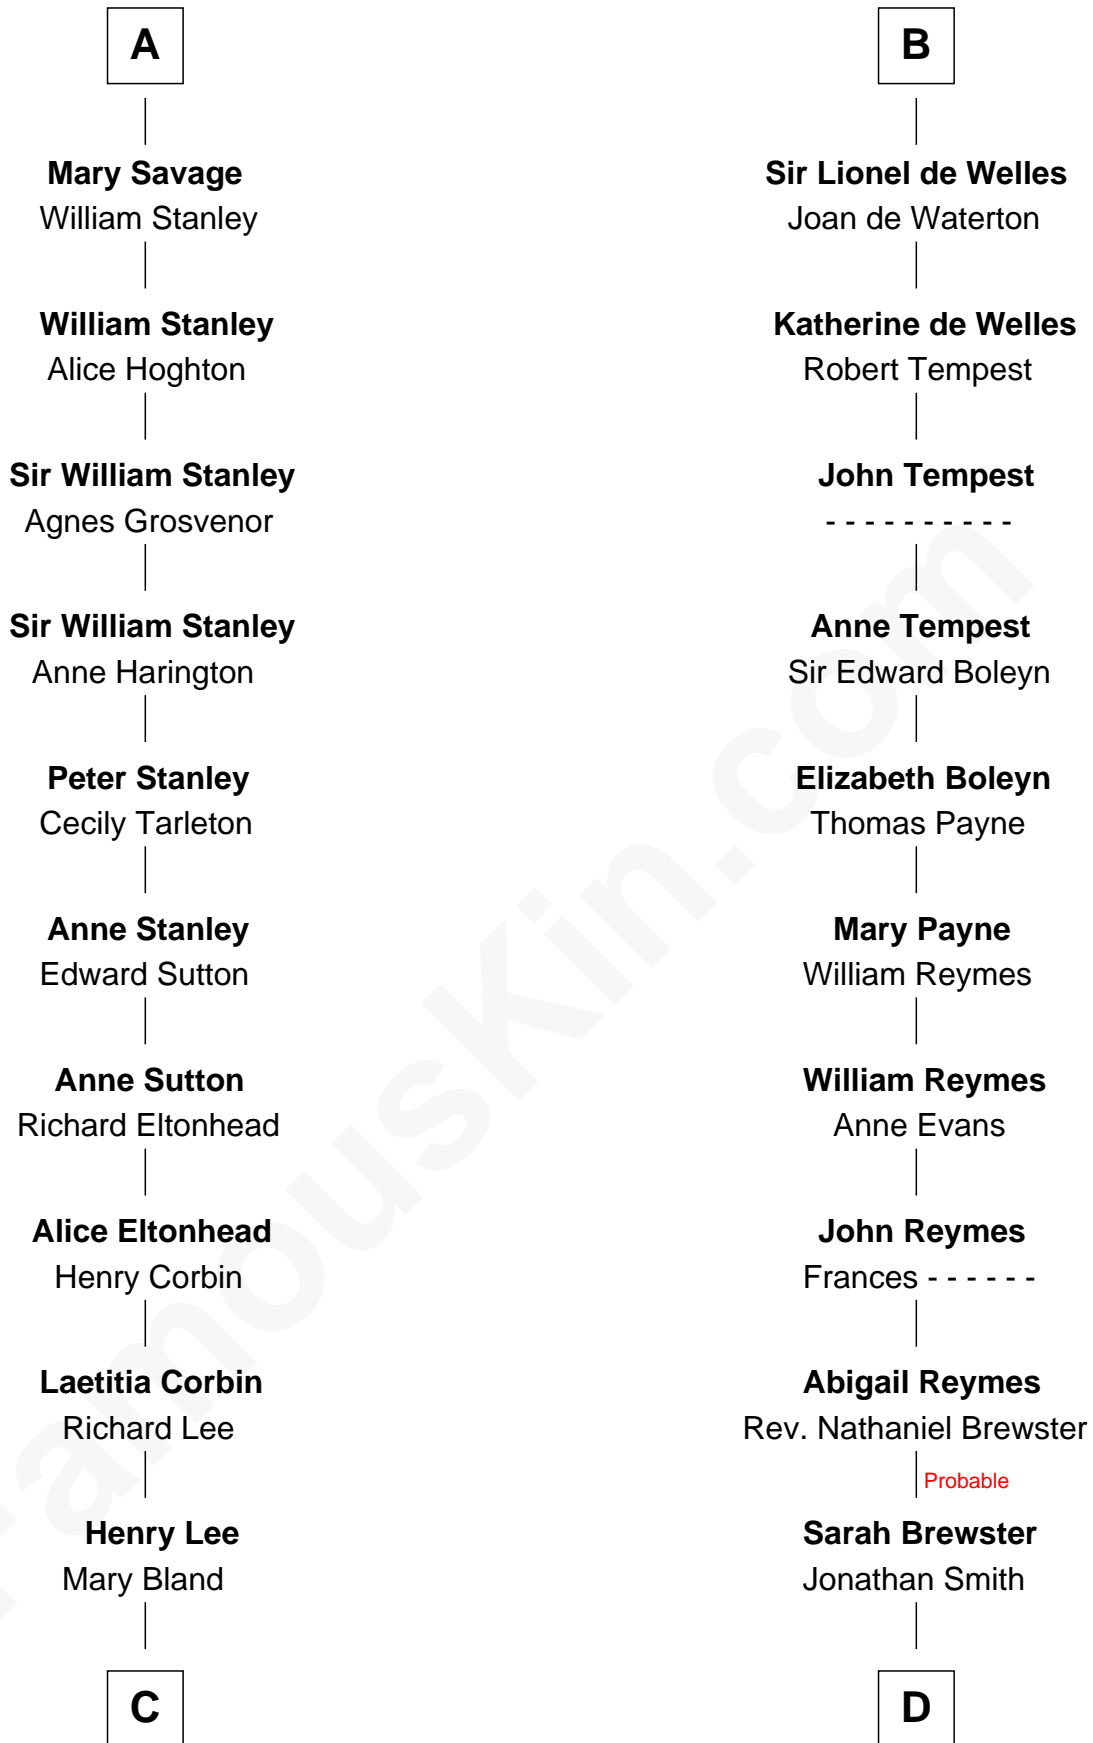 A
Mary Savage
William Stanley
William Stanley
Alice Hoghton
Sir William Stanley
Agnes Grosvenor
Sir William Stanley
Anne Harington
Peter Stanley
Cecily Tarleton
Anne Stanley
Edward Sutton
Anne Sutton
Richard Eltonhead
Alice Eltonhead
Henry Corbin
Laetitia Corbin
Richard Lee
Henry Lee
Mary Bland
C
B
Sir Lionel de Welles
Joan de Waterton
Katherine de Welles
Robert Tempest
John Tempest
- - - - - - - - - -
Anne Tempest
Sir Edward Boleyn
Elizabeth Boleyn
Thomas Payne
Mary Payne
William Reymes
William Reymes
Anne Evans
John Reymes
Frances - - - - - -
Abigail Reymes
Rev. Nathaniel Brewster
Probable
Sarah Brewster
Jonathan Smith
D
FamousKin.com